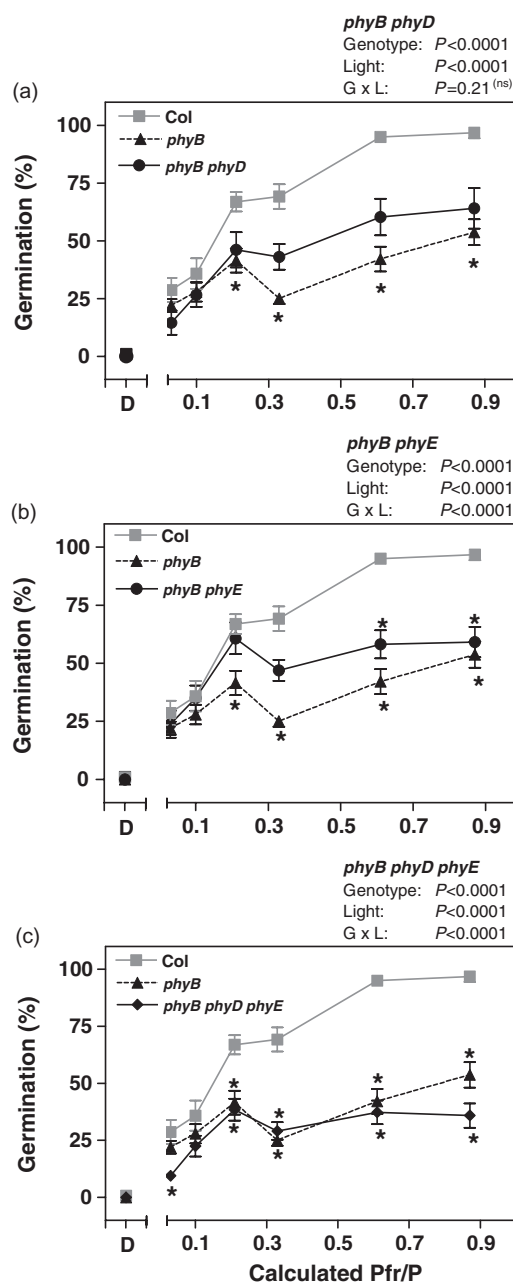 phyB phyD
Genotype: P<0.0001
Light: P<0.0001
G x L: P=0.21 (ns)
(a)
Germination (%)
100
75
50
25
0
Col
phyB
phyB phyD
* * * *
D 0.1 0.3 0.5 0.7 0.9
phyB phyE
Genotype: P<0.0001
Light: P<0.0001
G x L: P<0.0001
(b)
Germination (%)
100
75
50
25
0
Col
phyB
phyB phyE
* *
* * * *
D 0.1 0.3 0.5 0.7 0.9
phyB phyD phyE
Genotype: P<0.0001
Light: P<0.0001
G x L: P<0.0001
(c)
Germination (%)
100
75
50
25
0
Col
phyB
phyB phyD phyE
* * * *
* * * * *
D 0.1 0.3 0.5 0.7 0.9
Calculated Pfr/P